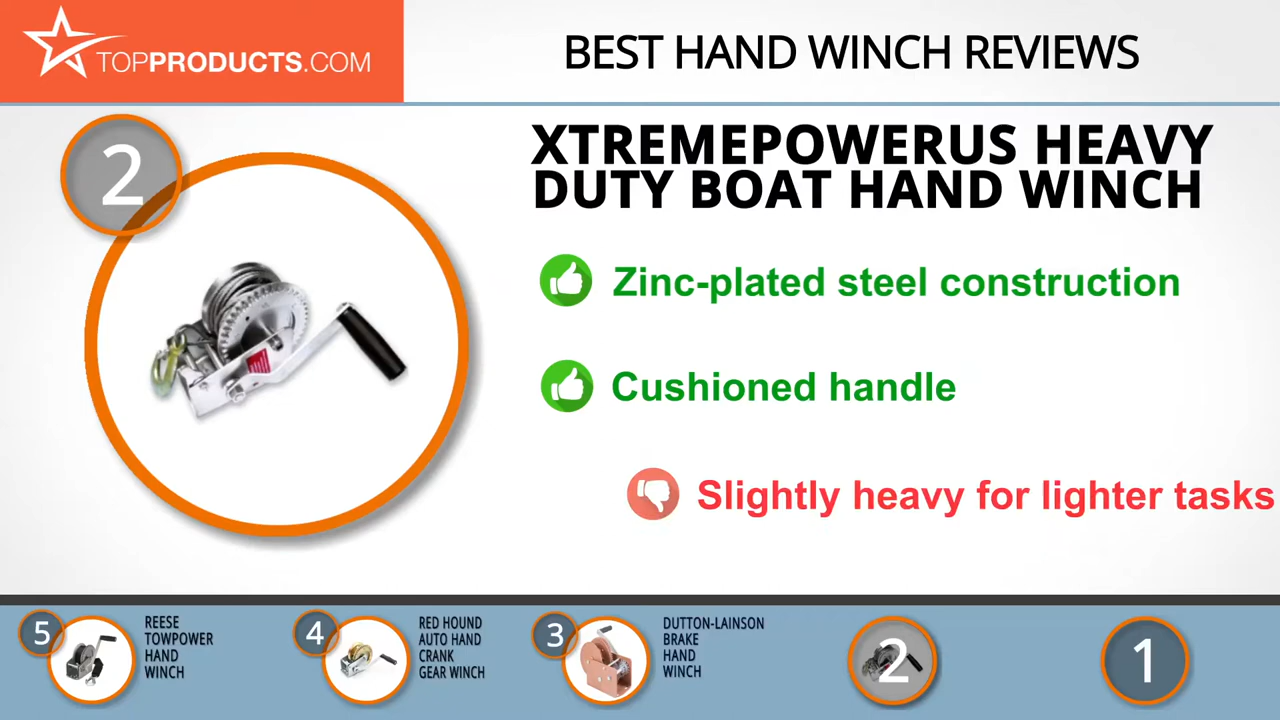 TOPPRODUCTS.COM
BEST HAND WINCH REVIEWS
2
XTREMEPOWERUS HEAVY
DUTY BOAT HAND WINCH
Zinc-plated steel construction
Cushioned handle
Slightly heavy for lighter tasks
5
REESE
TOWPOWER
HAND
WINCH
4
RED HOUND
AUTO HAND
CRANK
GEAR WINCH
3
DUTTON-LAINSON
BRAKE
HAND
WINCH
2
1